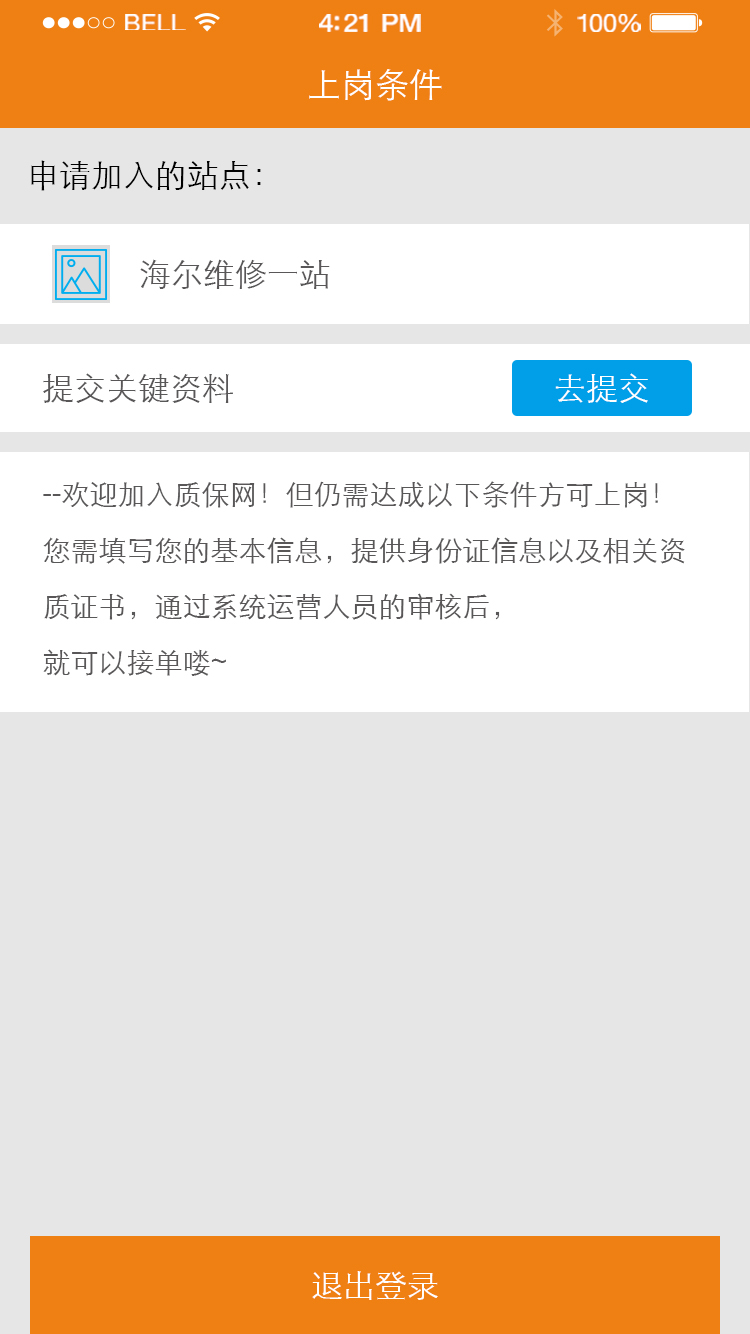 BELL 4:21 PM 100%
上岗条件
申请加入的站点：
海尔维修一站
提交关键资料 去提交
--欢迎加入质保网！但仍需达成以下条件方可上岗！
您需填写您的基本信息，提供身份证信息以及相关资
质证书，通过系统运营人员的审核后，
就可以接单喽~
退出登录